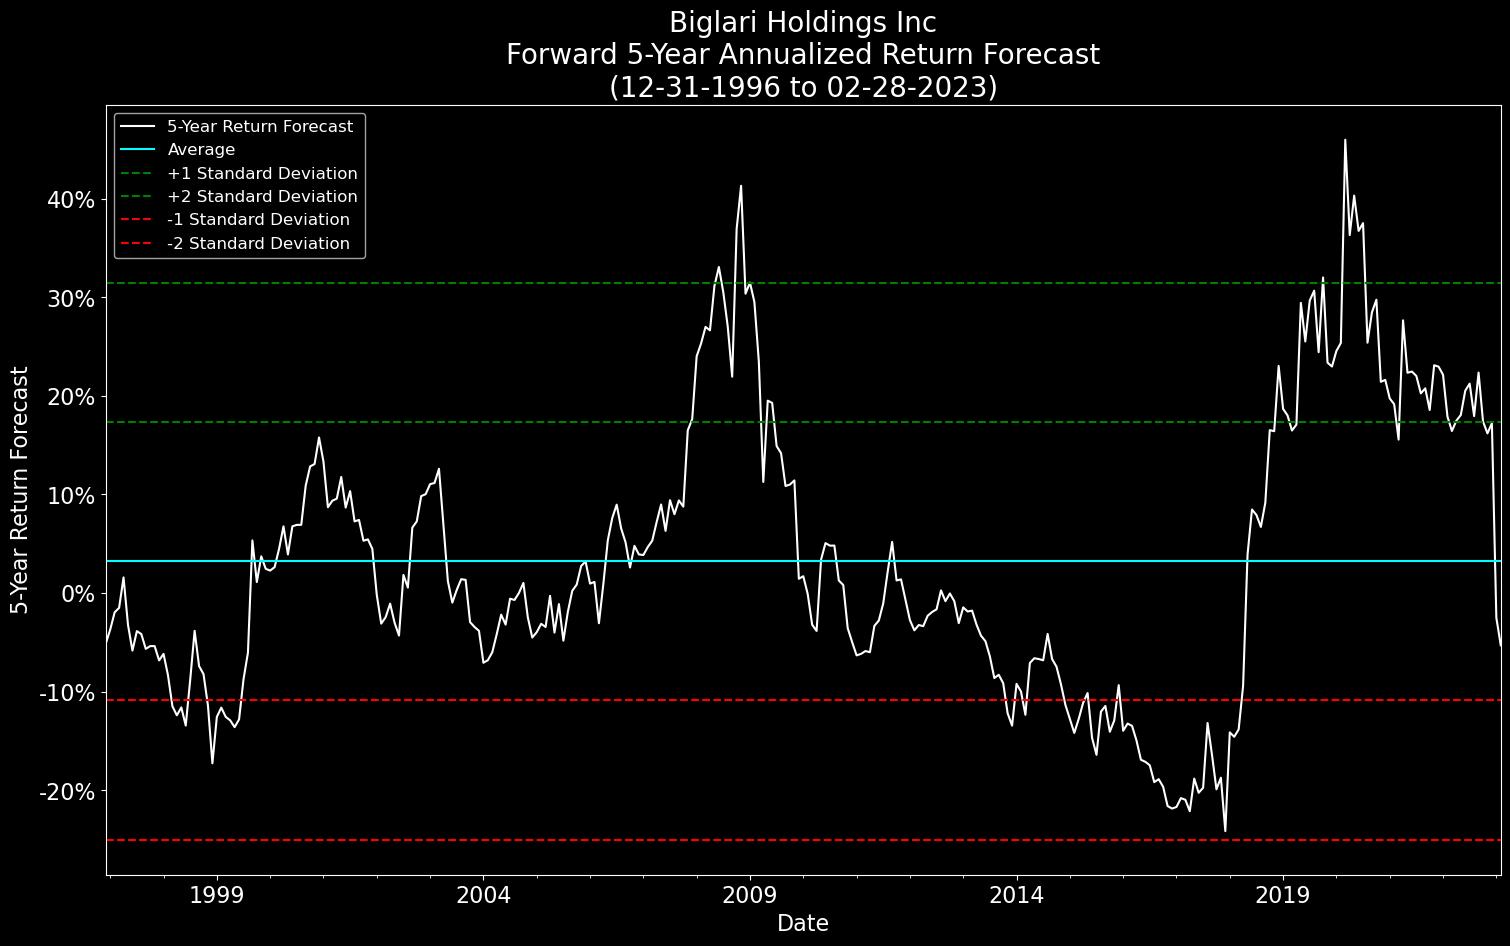 Biglari Holdings Inc
Forward 5-Year Annualized Return Forecast
(12-31-1996 to 02-28-2023)
5-Year Return Forecast
Average
+1 Standard Deviation
+2 Standard Deviation
-1 Standard Deviation
-2 Standard Deviation
5-Year Return Forecast
40%
30%
20%
10%
0%
-10%
-20%
1999
2004
2009
2014
2019
Date